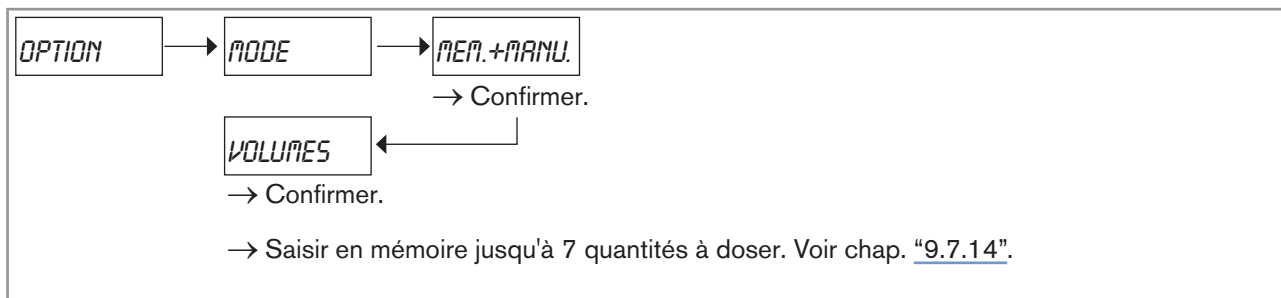 OPTION MODE MEM.+MANU.
→ Confirmer.
VOLUMES
→ Confirmer.
→ Saisir en mémoire jusqu'à 7 quantités à doser. Voir chap. “9.7.14”.